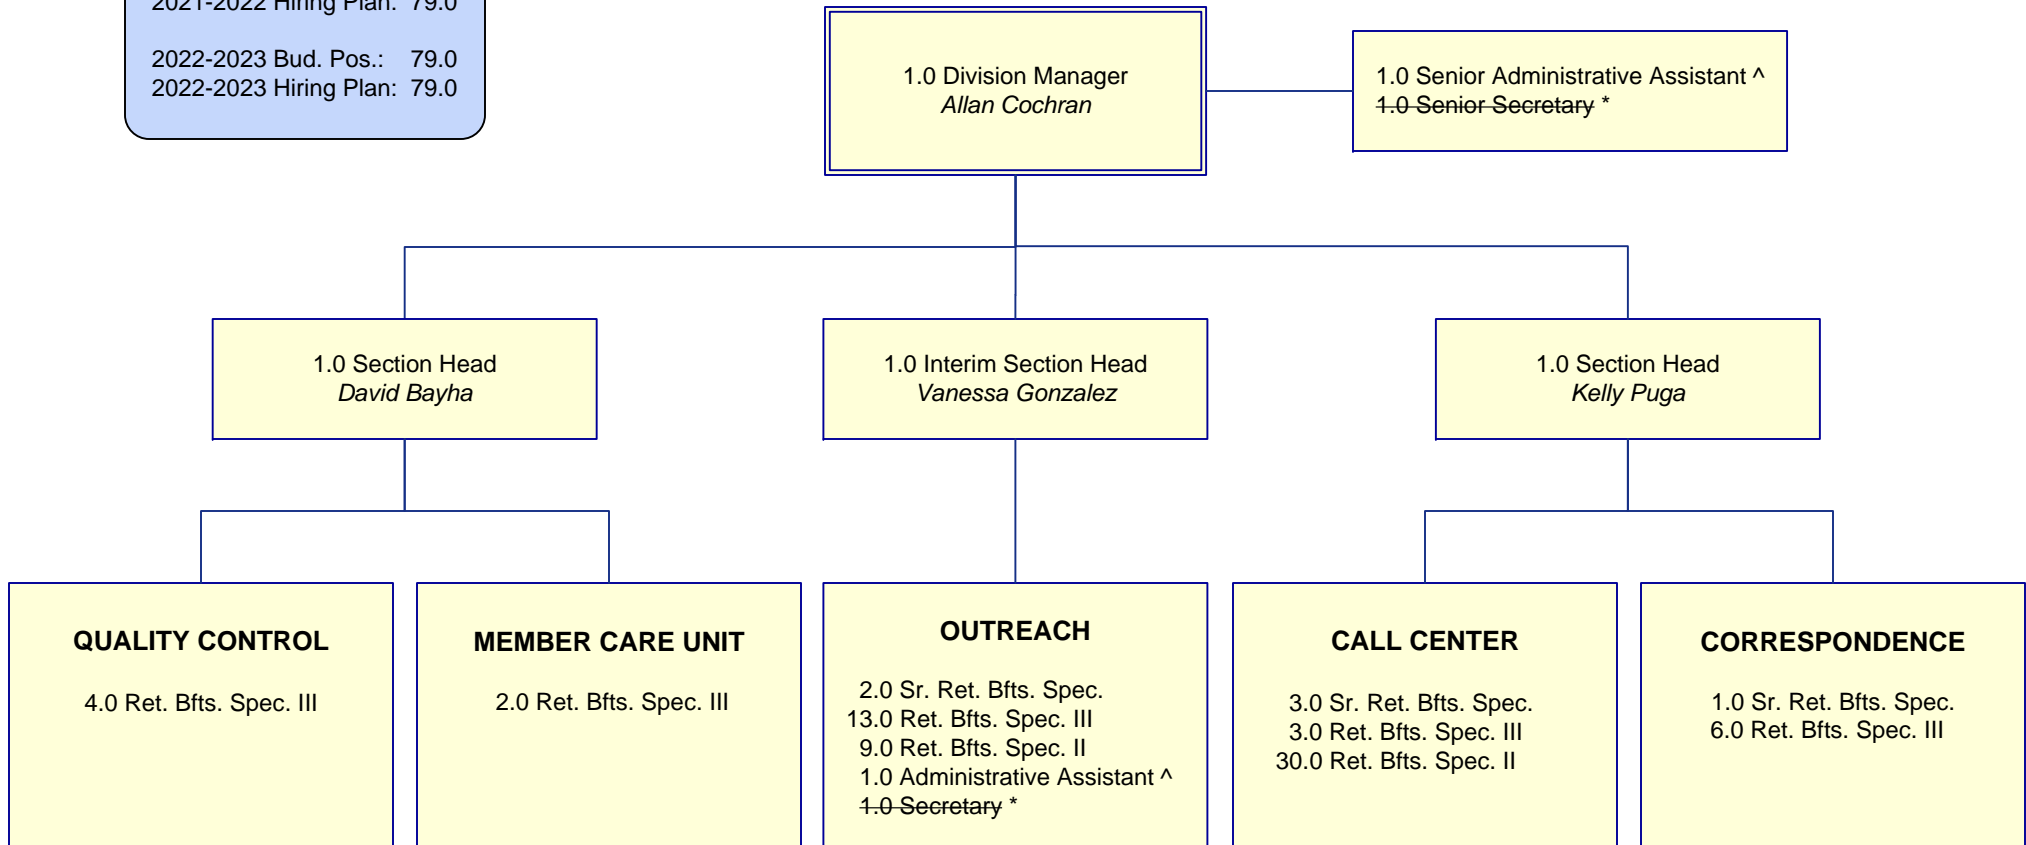 2021-2022 Hiring Plan: 79.0
2022-2023 Bud. Pos.: 79.0
2022-2023 Hiring Plan: 79.0
1.0 Division Manager
Allan Cochran
1.0 Senior Administrative Assistant ^
1.0 Senior Secretary *
1.0 Section Head
David Bayha
1.0 Interim Section Head
Vanessa Gonzalez
1.0 Section Head
Kelly Puga
QUALITY CONTROL
4.0 Ret. Bfts. Spec. III
MEMBER CARE UNIT
2.0 Ret. Bfts. Spec. III
OUTREACH
2.0 Sr. Ret. Bfts. Spec.
13.0 Ret. Bfts. Spec. III
9.0 Ret. Bfts. Spec. II
1.0 Administrative Assistant ^
1.0 Secretary *
CALL CENTER
3.0 Sr. Ret. Bfts. Spec.
3.0 Ret. Bfts. Spec. III
30.0 Ret. Bfts. Spec. II
CORRESPONDENCE
1.0 Sr. Ret. Bfts. Spec.
6.0 Ret. Bfts. Spec. III